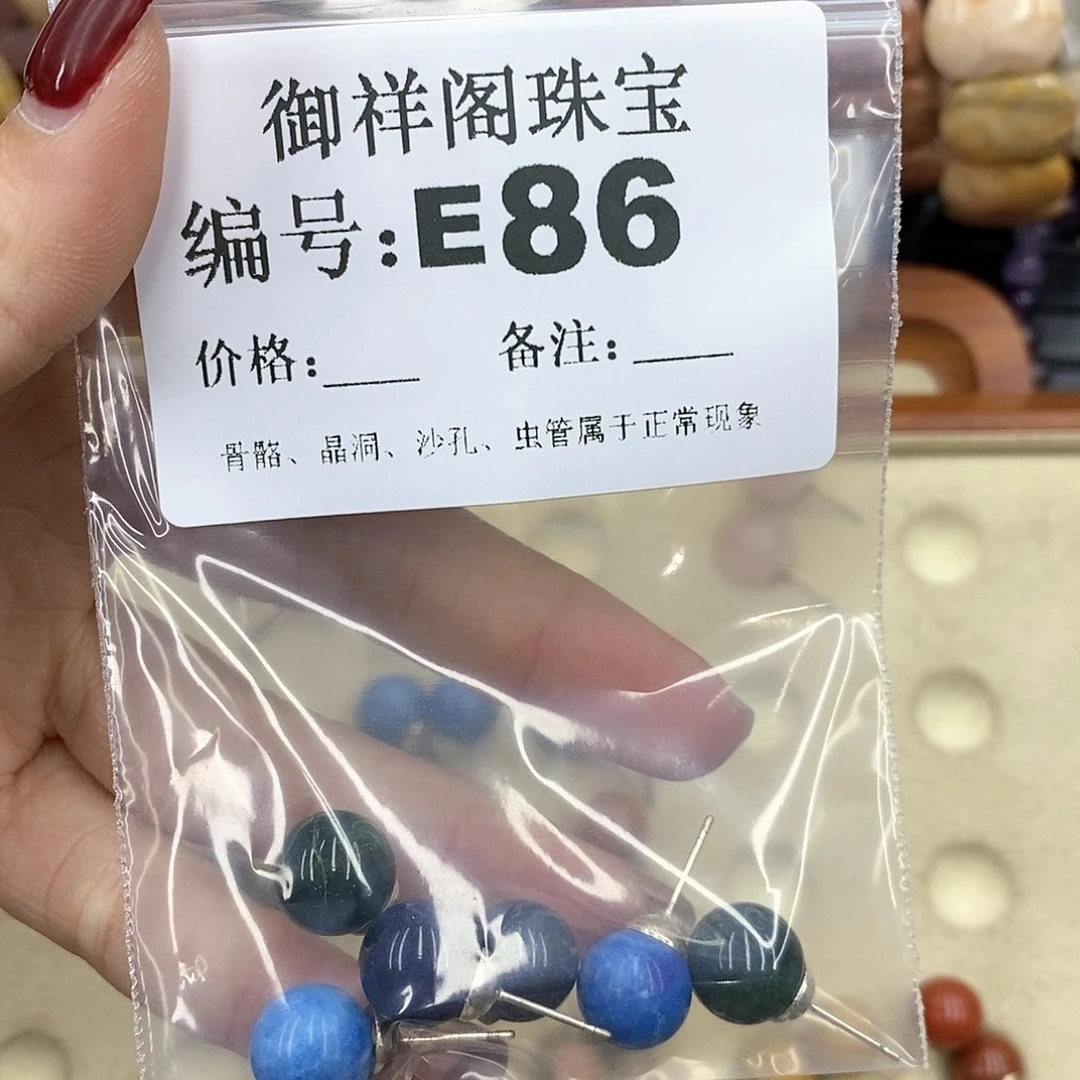 御祥阁珠宝
编号:E86
价格:____ 备注:____
骨骼、晶洞、沙孔、虫管属于正常现象